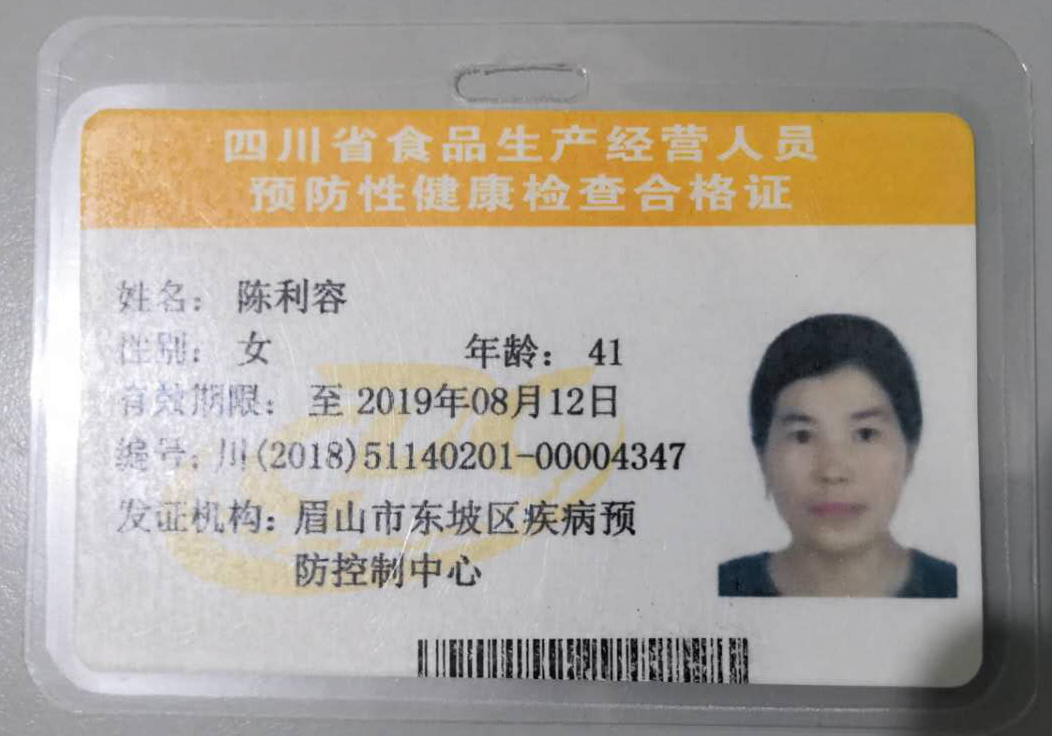 四川省食品生产经营人员
预防性健康检查合格证
姓名： 陈利容
性别： 女 年龄： 41
有效期限： 至 2019年08月12日
编号：川(2018)51140201-00004347
发证机构：眉山市东坡区疾病预
防控制中心